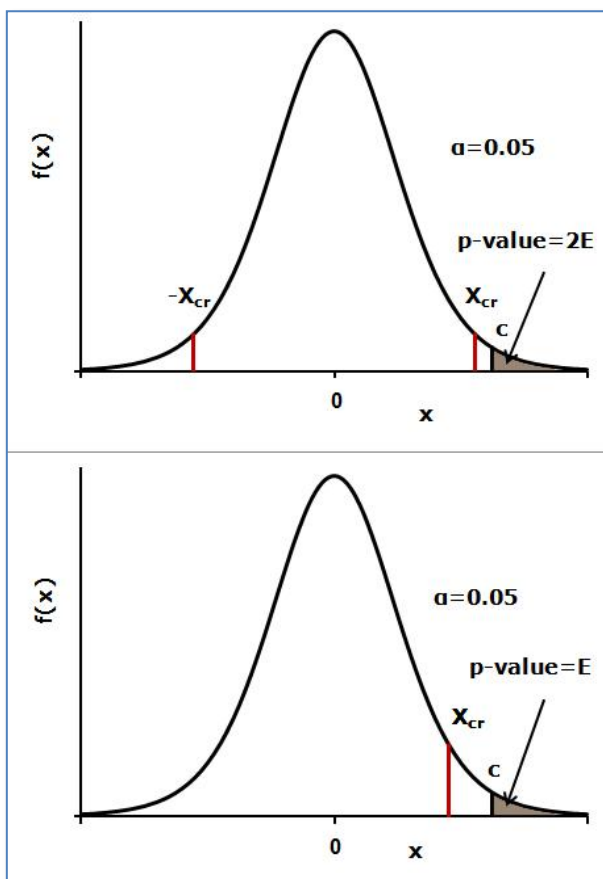 f(x)
α=0.05
p-value=2E
-Xcr
Xcr
c
0
x
f(x)
α=0.05
p-value=E
Xcr
c
0
x